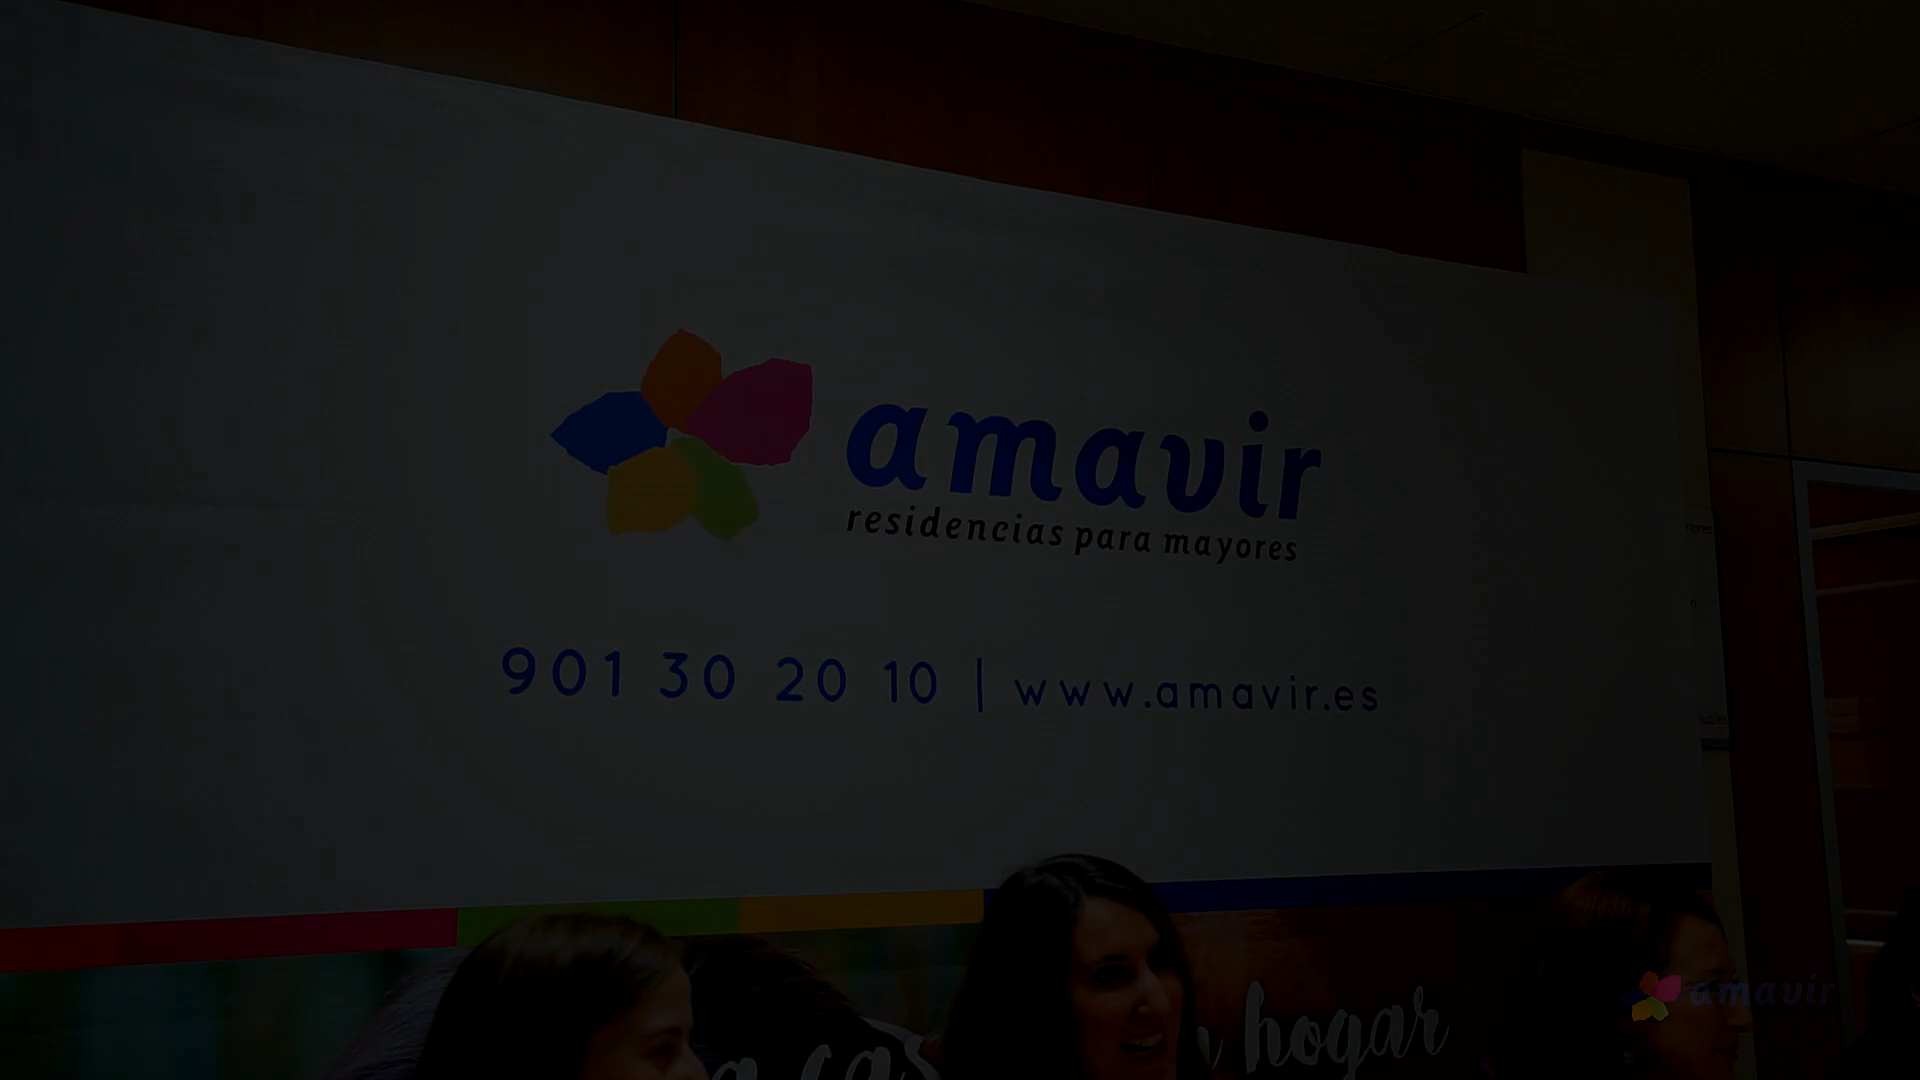 amavir
residencias para mayores
901 30 20 10 | www.amavir.es
hogar
amavir